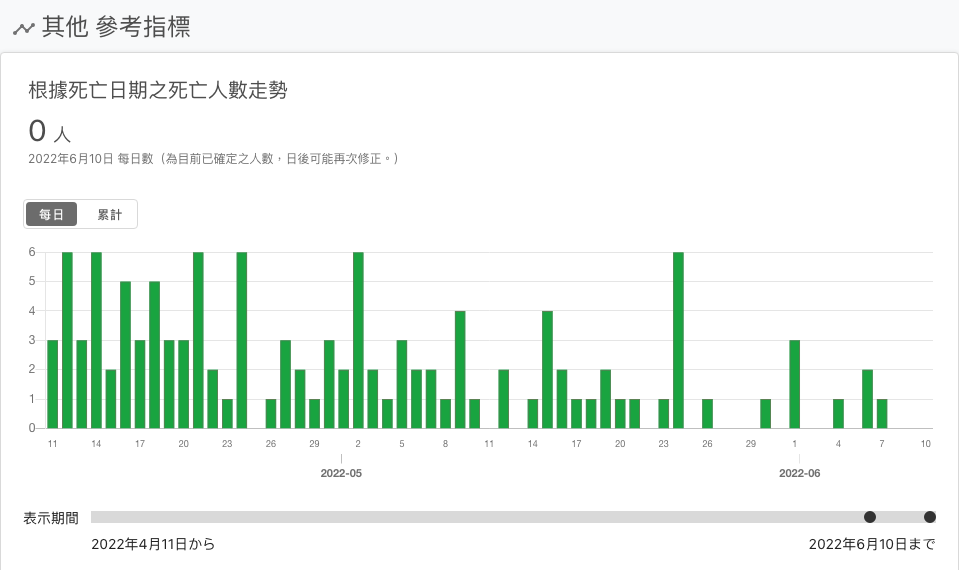 其他 參考指標
根據死亡日期之死亡人數走勢
0 人
2022年6月10日 每日數（為目前已確定之人數，日後可能再次修正。）
每日 累計
6
5
4
3
2
1
0
11 14 17 20 23 26 29 2 5 8 11 14 17 20 23 26 29 1 4 7 10
2022-05 2022-06
表示期間
2022年4月11日から 2022年6月10日まで